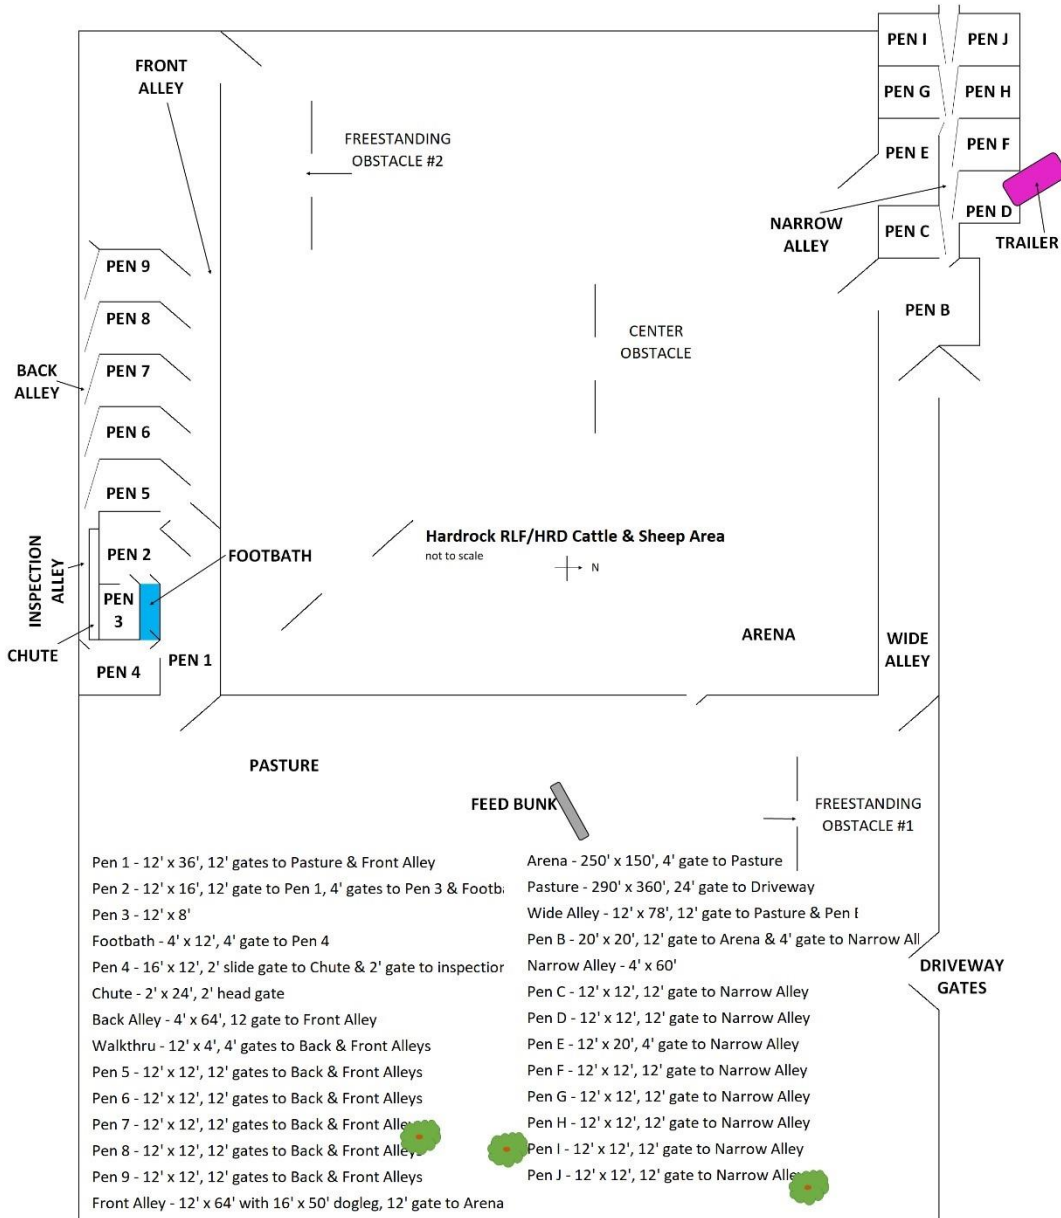 PEN I
PEN J
FRONT
ALLEY
PEN G
PEN H
FREESTANDING
OBSTACLE #2
PEN E
PEN F
PEN D
NARROW
ALLEY
PEN C
TRAILER
PEN 9
PEN 8
PEN B
CENTER
OBSTACLE
BACK
ALLEY
PEN 7
PEN 6
PEN 5
Hardrock RLF/HRD Cattle & Sheep Area
not to scale
N
INSPECTION
ALLEY
PEN 2
FOOTBATH
PEN
3
CHUTE
PEN 4
PEN 1
ARENA
WIDE
ALLEY
PASTURE
FEED BUNK
FREESTANDING
OBSTACLE #1
DRIVEWAY
GATES
Pen 1 - 12' x 36', 12' gates to Pasture & Front Alley
Pen 2 - 12' x 16', 12' gate to Pen 1, 4' gates to Pen 3 & Footba
Pen 3 - 12' x 8'
Footbath - 4' x 12', 4' gate to Pen 4
Pen 4 - 16' x 12', 2' slide gate to Chute & 2' gate to inspection
Chute - 2' x 24', 2' head gate
Back Alley - 4' x 64', 12 gate to Front Alley
Walkthru - 12' x 4', 4' gates to Back & Front Alleys
Pen 5 - 12' x 12', 12' gates to Back & Front Alleys
Pen 6 - 12' x 12', 12' gates to Back & Front Alleys
Pen 7 - 12' x 12', 12' gates to Back & Front Alleys
Pen 8 - 12' x 12', 12' gates to Back & Front Alleys
Pen 9 - 12' x 12', 12' gates to Back & Front Alleys
Front Alley - 12' x 64' with 16' x 50' dogleg, 12' gate to Arena
Arena - 250' x 150', 4' gate to Pasture
Pasture - 290' x 360', 24' gate to Driveway
Wide Alley - 12' x 78', 12' gate to Pasture & Pen
Pen B - 20' x 20', 12' gate to Arena & 4' gate to Narrow All
Narrow Alley - 4' x 60'
Pen C - 12' x 12', 12' gate to Narrow Alley
Pen D - 12' x 12', 12' gate to Narrow Alley
Pen E - 12' x 20', 4' gate to Narrow Alley
Pen F - 12' x 12', 12' gate to Narrow Alley
Pen G - 12' x 12', 12' gate to Narrow Alley
Pen H - 12' x 12', 12' gate to Narrow Alley
Pen I - 12' x 12', 12' gate to Narrow Alley
Pen J - 12' x 12', 12' gate to Narrow Alley